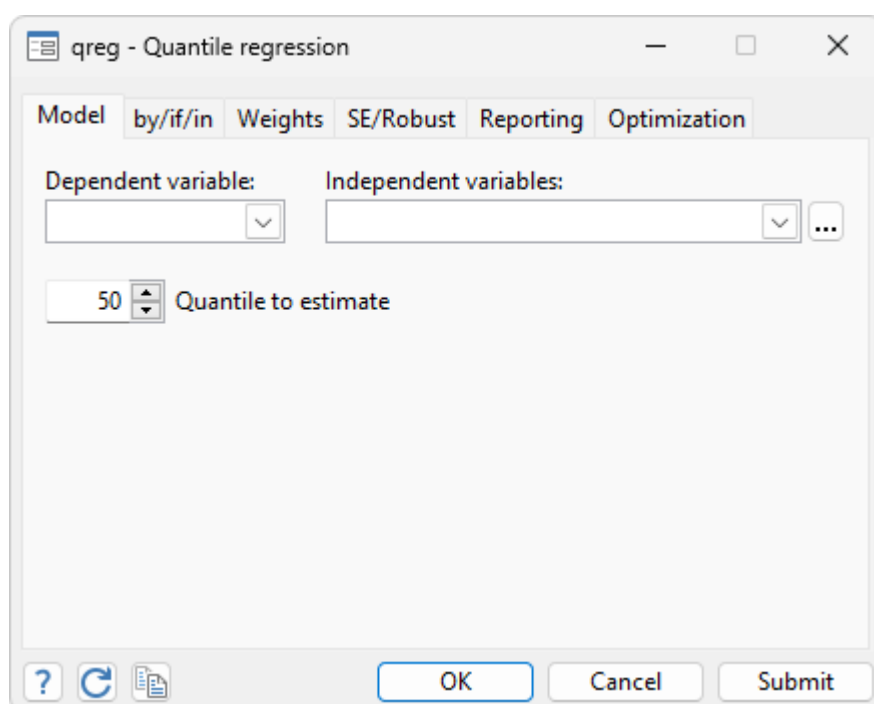 qreg - Quantile regression
Model by/if/in Weights SE/Robust Reporting Optimization
Dependent variable: Independent variables:
...
50 Quantile to estimate
? OK Cancel Submit